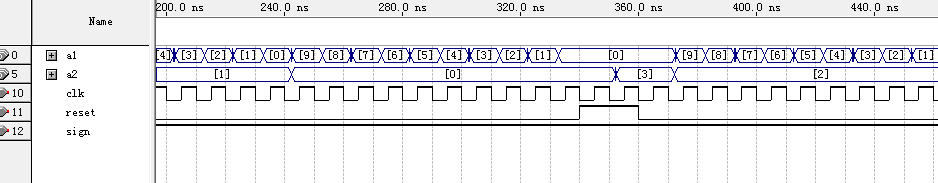 200.0 ns 240.0 ns 280.0 ns 320.0 ns 360.0 ns 400.0 ns 440.0 ns
Name
0 a1 [4] [3] [2] [1] [0] [9] [8] [7] [6] [5] [4] [3] [2] [1] [0] [9] [8] [7] [6] [5] [4] [3] [2] [1]
5 a2 [1] [0] [3] [2]
10 clk
11 reset
12 sign